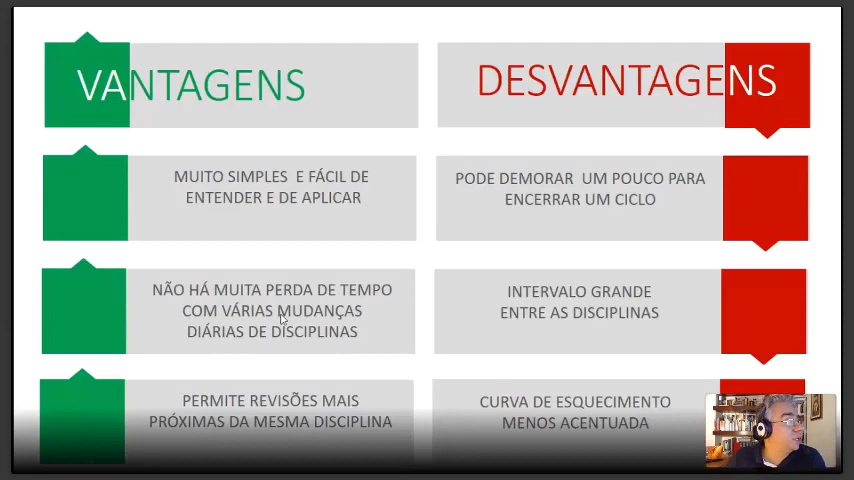 VANTAGENS
MUITO SIMPLES E FÁCIL DE
ENTENDER E DE APLICAR
NÃO HÁ MUITA PERDA DE TEMPO
COM VÁRIAS MUDANÇAS
DIÁRIAS DE DISCIPLINAS
PERMITE REVISÕES MAIS
PRÓXIMAS DA MESMA DISCIPLINA
DESVANTAGENS
PODE DEMORAR UM POUCO PARA
ENCERRAR UM CICLO
INTERVALO GRANDE
ENTRE AS DISCIPLINAS
CURVA DE ESQUECIMENTO
MENOS ACENTUADA